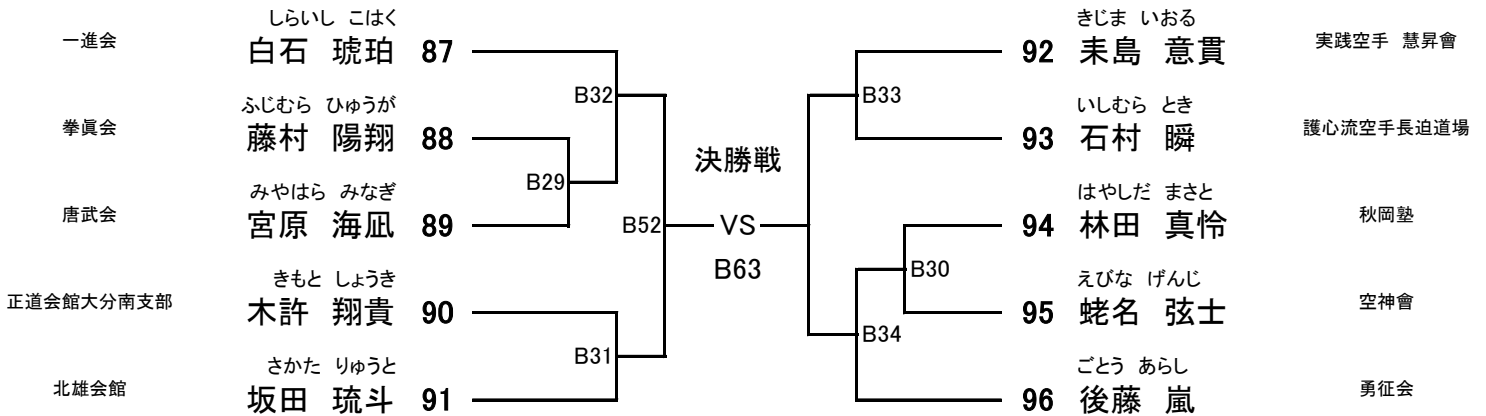 しらいし こはく
一進会 白石 琥珀 87
ふじむら ひゅうが
拳眞会 藤村 陽翔 88
みやはら みなぎ
唐武会 宮原 海凪 89
きもと しょうき
正道会館大分南支部 木許 翔貴 90
さかた りゅうと
北雄会館 坂田 琉斗 91
B32
B29
B31
B52
決勝戦
VS
B63
B33
B30
B34
きじま いおる
92 耒島 意貫 実践空手 慧昇會
いしむら とき
93 石村 瞬 護心流空手長迫道場
はやしだ まさと
94 林田 真怜 秋岡塾
えびな げんじ
95 蛯名 弦士 空神會
ごとう あらし
96 後藤 嵐 勇征会